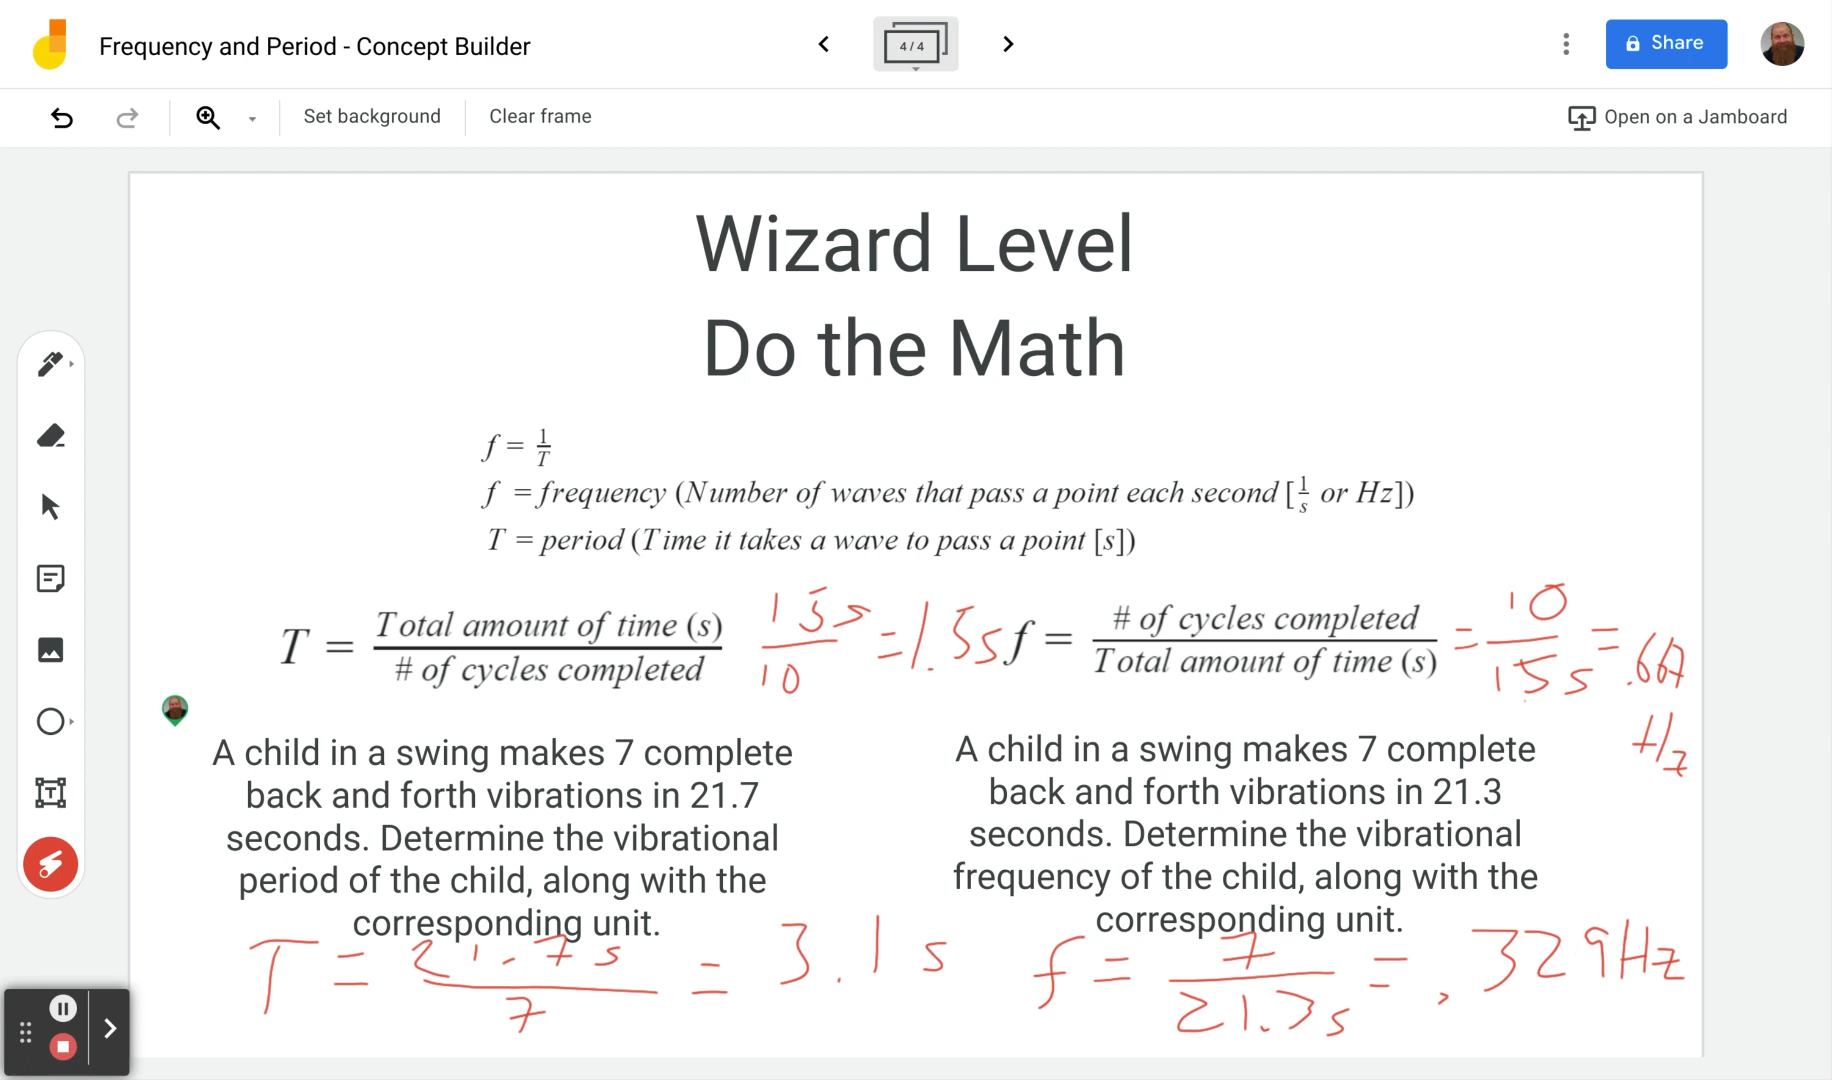 Frequency and Period - Concept Builder
4 / 4
Share
Set background
Clear frame
Open on a Jamboard
Wizard Level
Do the Math
f = 1/T
f = frequency (Number of waves that pass a point each second [1/s or Hz])
T = period (Time it takes a wave to pass a point [s])
T = Total amount of time (s) / # of cycles completed
15s / 10 = 1.5s
f = # of cycles completed / Total amount of time (s)
= 10 / 15s = .667
Hz
A child in a swing makes 7 complete
back and forth vibrations in 21.7
seconds. Determine the vibrational
period of the child, along with the
corresponding unit.
T = 21.7s / 7 = 3.1s
A child in a swing makes 7 complete
back and forth vibrations in 21.3
seconds. Determine the vibrational
frequency of the child, along with the
corresponding unit.
f = 7 / 21.3s = .329Hz